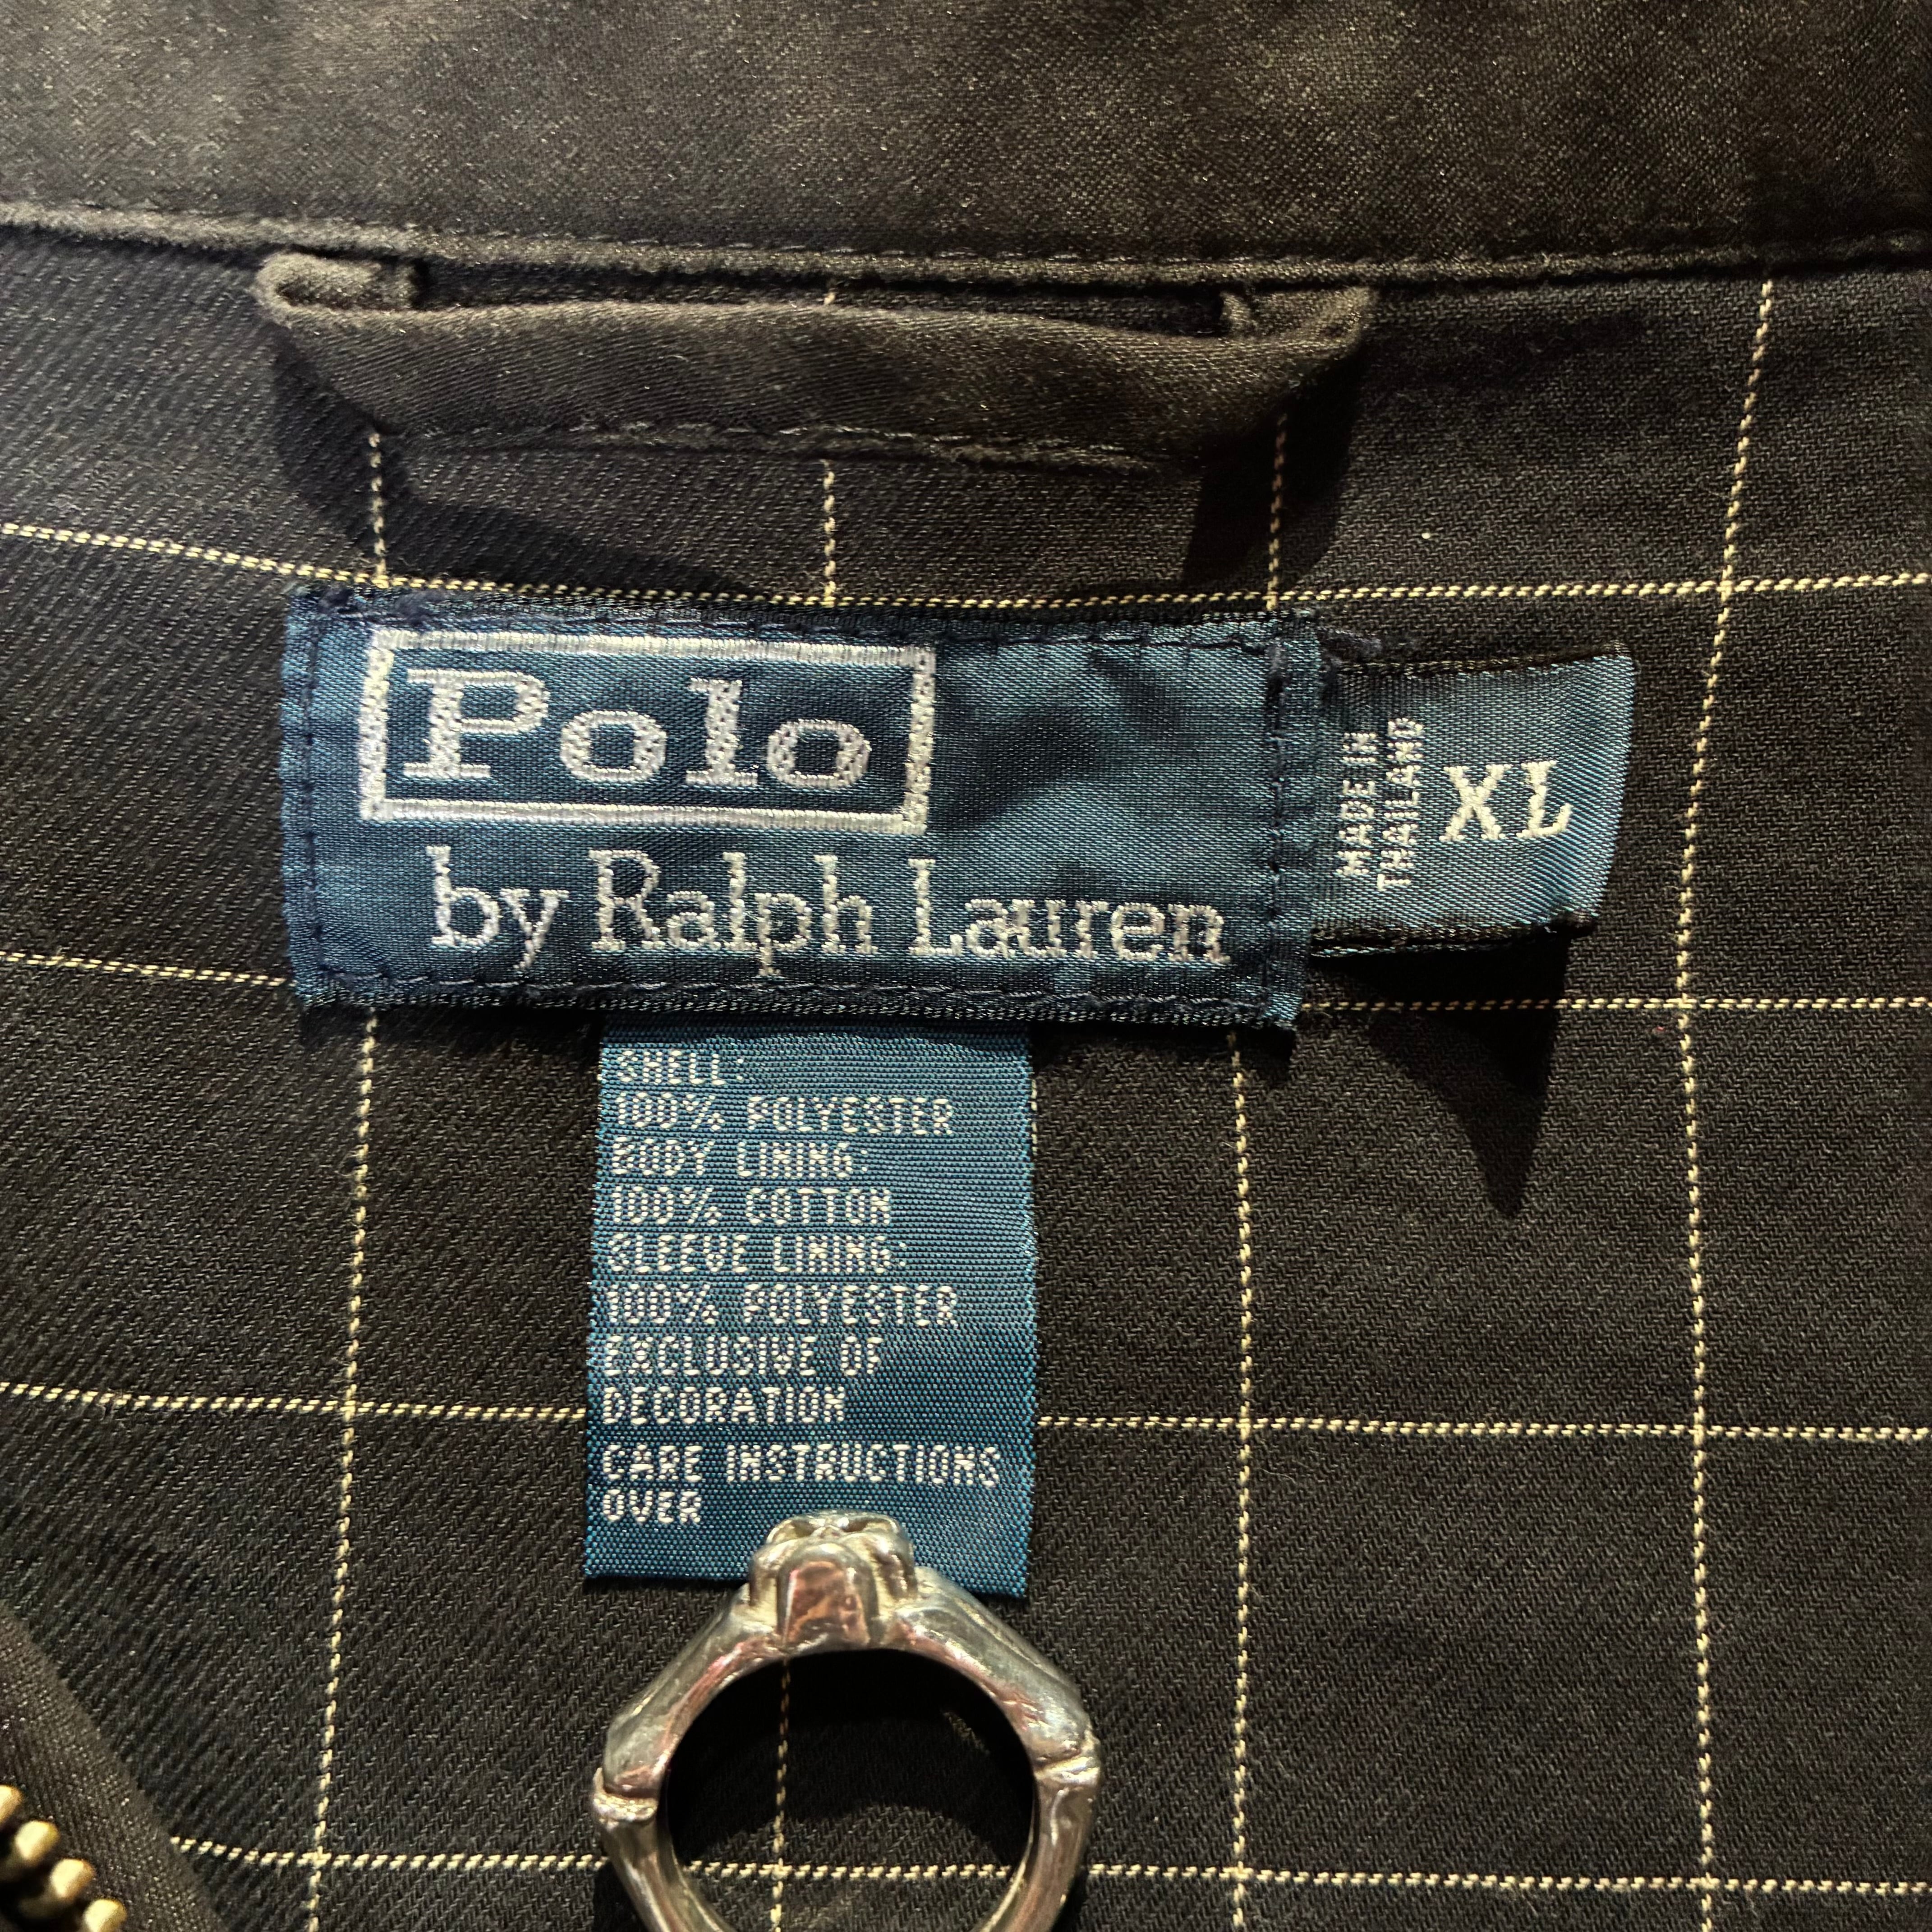 Polo
by Ralph Lauren
MADE IN
THAILAND
XL
SHELL:
100% POLYESTER
BODY LINING:
100% COTTON
SLEEVE LINING:
100% POLYESTER
EXCLUSIVE OF
DECORATION
CARE INSTRUCTIONS
OVER